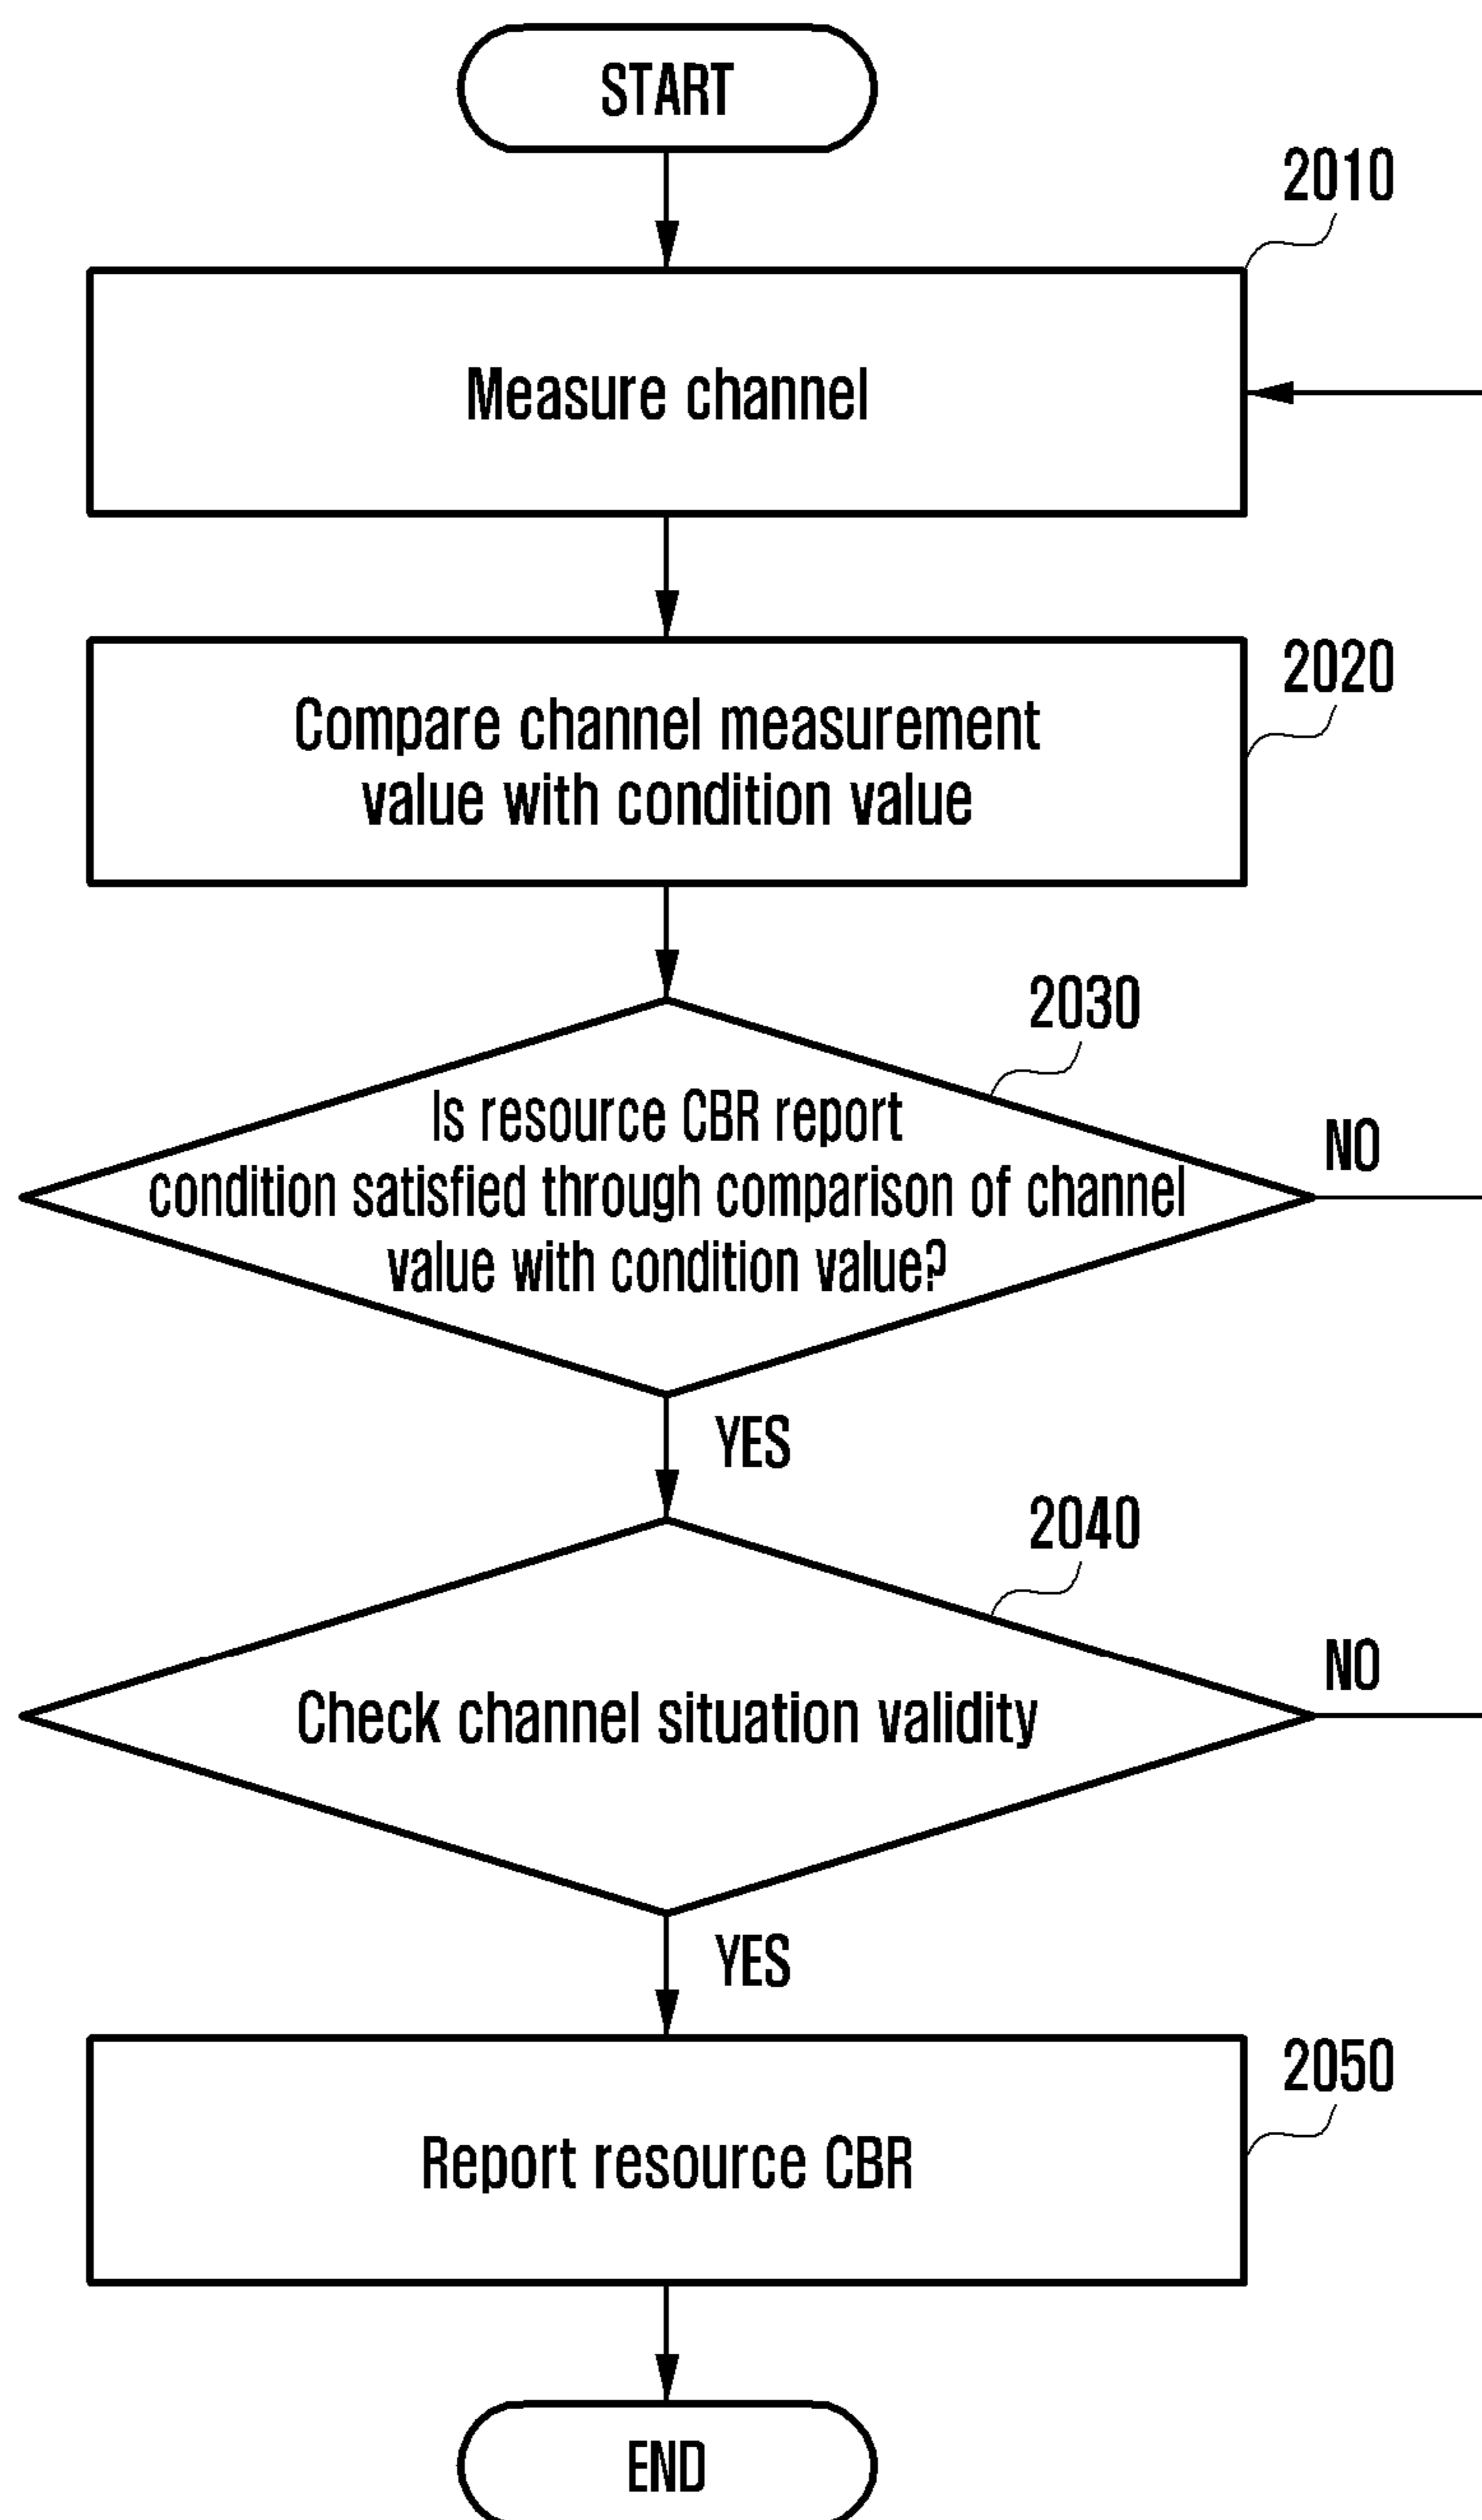 START
2010
Measure channel
2020
Compare channel measurement
value with condition value
2030
Is resource CBR report
condition satisfied through comparison of channel
value with condition value?
NO
YES
2040
Check channel situation validity
NO
YES
2050
Report resource CBR
END